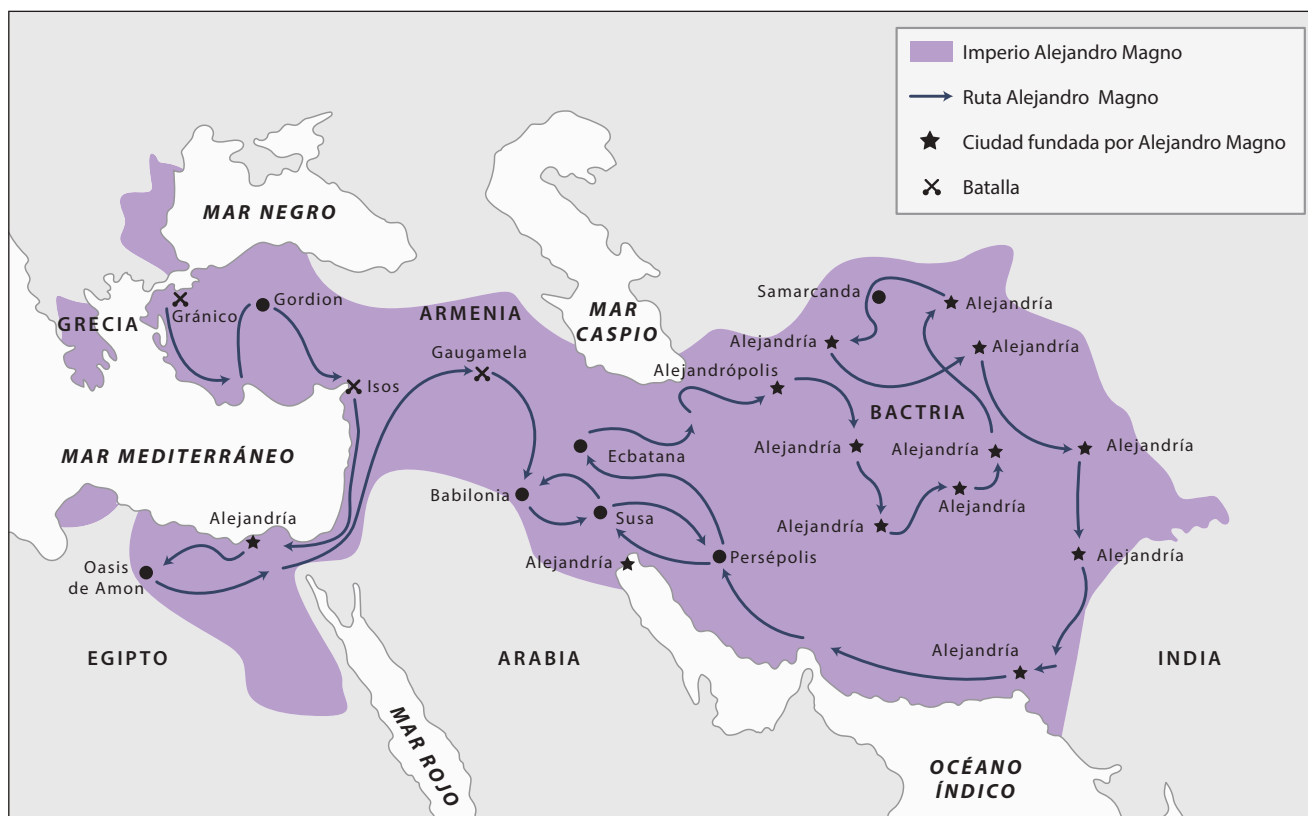 Imperio Alejandro Magno
Ruta Alejandro Magno
Ciudad fundada por Alejandro Magno
Batalla
MAR NEGRO
Samarcanda
Alejandría
Gordion
Gránico
GRECIA
ARMENIA
MAR
CASPIO
Alejandría
Alejandría
Gaugamela
Alejandrópolis
Isos
BACTRIA
MAR MEDITERRÁNEO
Ecbatana
Alejandría
Alejandría
Alejandría
Babilonia
Alejandría
Susa
Alejandría
Alejandría
Oasis
de Amon
Alejandría
Persépolis
Alejandría
EGIPTO
ARABIA
Alejandría
INDIA
MAR ROJO
OCÉANO
ÍNDICO